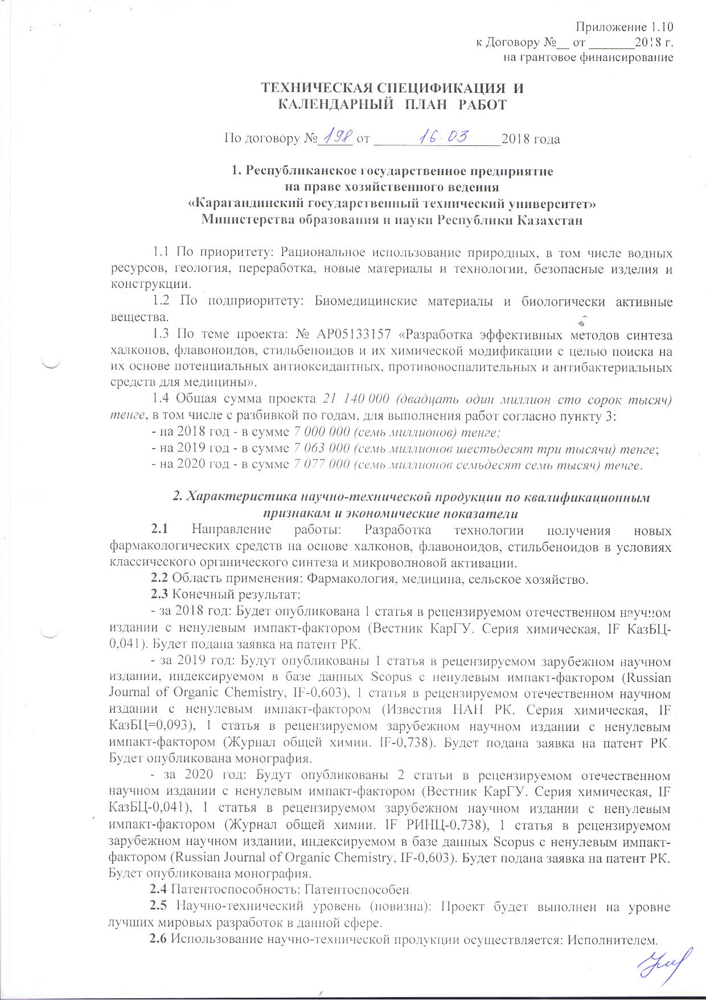 Приложение 1.10
к Договору №__ от _______2018 г.
на грантовое финансирование
ТЕХНИЧЕСКАЯ СПЕЦИФИКАЦИЯ И
КАЛЕНДАРНЫЙ ПЛАН РАБОТ
По договору № 198 от 16.03 2018 года
1. Республиканское государственное предприятие
на праве хозяйственного ведения
«Карагандинский государственный технический университет»
Министерства образования и науки Республики Казахстан
1.1 По приоритету: Рациональное использование природных, в том числе водных
ресурсов, геология, переработка, новые материалы и технологии, безопасные изделия и
конструкции.
1.2 По подприоритету: Биомедицинские материалы и биологически активные
вещества.
1.3 По теме проекта: № АР05133157 «Разработка эффективных методов синтеза
халконов, флавоноидов, стильбеноидов и их химической модификации с целью поиска на
их основе потенциальных антиоксидантных, противовоспалительных и антибактериальных
средств для медицины».
1.4 Общая сумма проекта 21 140 000 (двадцать один миллион сто сорок тысяч)
тенге, в том числе с разбивкой по годам, для выполнения работ согласно пункту 3:
- на 2018 год - в сумме 7 000 000 (семь миллионов) тенге;
- на 2019 год - в сумме 7 063 000 (семь миллионов шестьдесят три тысячи) тенге;
- на 2020 год - в сумме 7 077 000 (семь миллионов семьдесят семь тысяч) тенге.
2. Характеристика научно-технической продукции по квалификационным
признакам и экономические показатели
2.1 Направление работы: Разработка технологии получения новых
фармакологических средств на основе халконов, флавоноидов, стильбеноидов в условиях
классического органического синтеза и микроволновой активации.
2.2 Область применения: Фармакология, медицина, сельское хозяйство.
2.3 Конечный результат:
- за 2018 год: Будет опубликована 1 статья в рецензируемом отечественном научном
издании с ненулевым импакт-фактором (Вестник КарГУ. Серия химическая, IF КазБЦ-
0,041). Будет подана заявка на патент РК.
- за 2019 год: Будут опубликованы 1 статья в рецензируемом зарубежном научном
издании, индексируемом в базе данных Scopus с ненулевым импакт-фактором (Russian
Journal of Organic Chemistry, IF-0,603), 1 статья в рецензируемом отечественном научном
издании с ненулевым импакт-фактором (Известия НАН РК. Серия химическая, IF
КазБЦ=0,093), 1 статья в рецензируемом зарубежном научном издании с ненулевым
импакт-фактором (Журнал общей химии. IF-0,738). Будет подана заявка на патент РК.
Будет опубликована монография.
- за 2020 год: Будут опубликованы 2 статьи в рецензируемом отечественном
научном издании с ненулевым импакт-фактором (Вестник КарГУ. Серия химическая, IF
КазБЦ-0,041), 1 статья в рецензируемом зарубежном научном издании с ненулевым
импакт-фактором (Журнал общей химии. IF РИНЦ-0,738), 1 статья в рецензируемом
зарубежном научном издании, индексируемом в базе данных Scopus с ненулевым импакт-
фактором (Russian Journal of Organic Chemistry, IF-0,603). Будет подана заявка на патент РК.
Будет опубликована монография.
2.4 Патентоспособность: Патентоспособен.
2.5 Научно-технический уровень (новизна): Проект будет выполнен на уровне
лучших мировых разработок в данной сфере.
2.6 Использование научно-технической продукции осуществляется: Исполнителем.